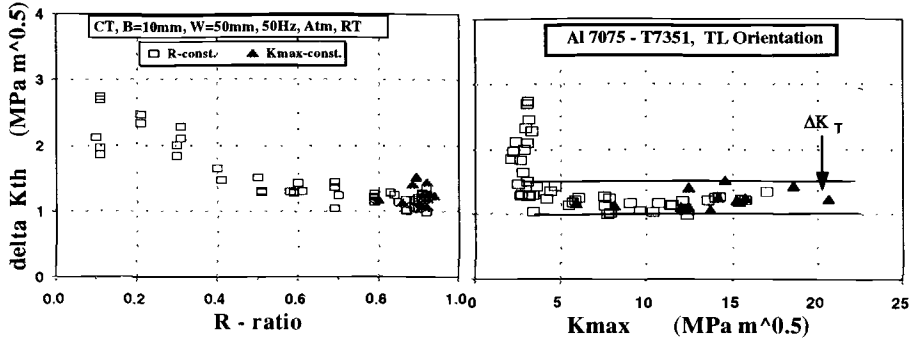 CT, B=10mm, W=50mm, 50Hz, Atm, RT
R-const. Kmax-const.
delta Kth (MPa m^0.5)
4
3
2
1
0
0.0 0.2 0.4 0.6 0.8 1.0
R - ratio
Al 7075 - T7351, TL Orientation
ΔK T
5 10 15 20 25
Kmax (MPa m^0.5)